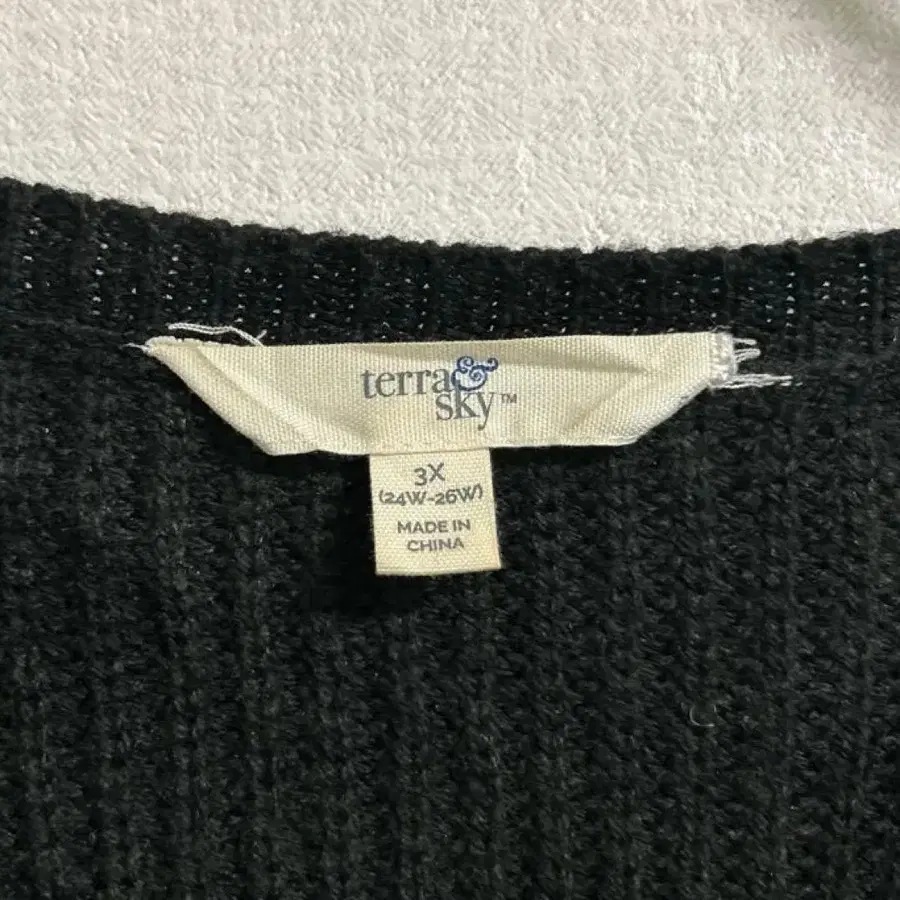 terra &
sky™
3X
(24W-26W)
MADE IN
CHINA